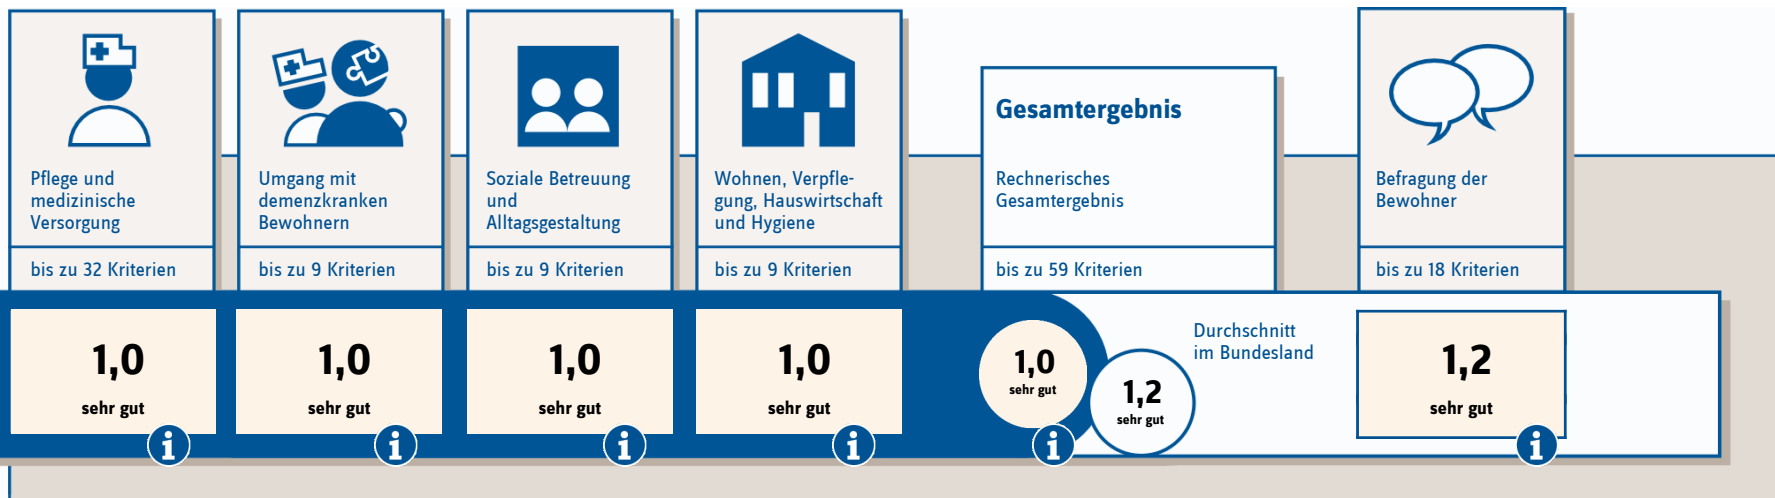 Pflege und
medizinische
Versorgung
bis zu 32 Kriterien
1,0
sehr gut
i
Umgang mit
demenzkranken
Bewohnern
bis zu 9 Kriterien
1,0
sehr gut
i
Soziale Betreuung
und
Alltagsgestaltung
bis zu 9 Kriterien
1,0
sehr gut
i
Wohnen, Verpfle-
gung, Hauswirtschaft
und Hygiene
bis zu 9 Kriterien
1,0
sehr gut
i
Gesamtergebnis
Rechnerisches
Gesamtergebnis
bis zu 59 Kriterien
1,0
sehr gut
i
1,2
sehr gut
Durchschnitt
im Bundesland
Befragung der
Bewohner
bis zu 18 Kriterien
1,2
sehr gut
i